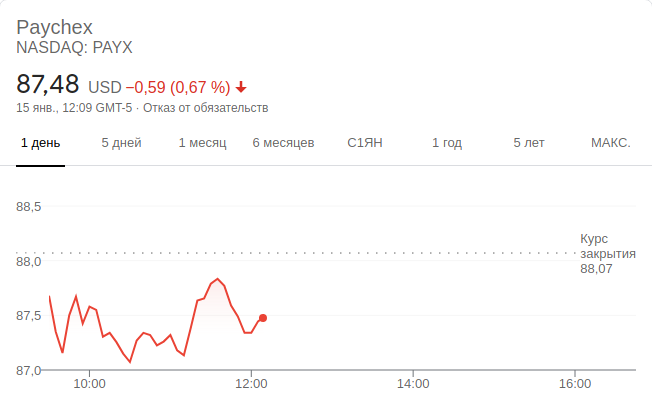 Paychex
NASDAQ: PAYX
87,48 USD −0,59 (0,67 %)
15 янв., 12:09 GMT-5 · Отказ от обязательств
1 день 5 дней 1 месяц 6 месяцев С1ЯН 1 год 5 лет МАКС.
88,5
Курс
закрытия
88,07
88,0
87,5
87,0
10:00 12:00 14:00 16:00